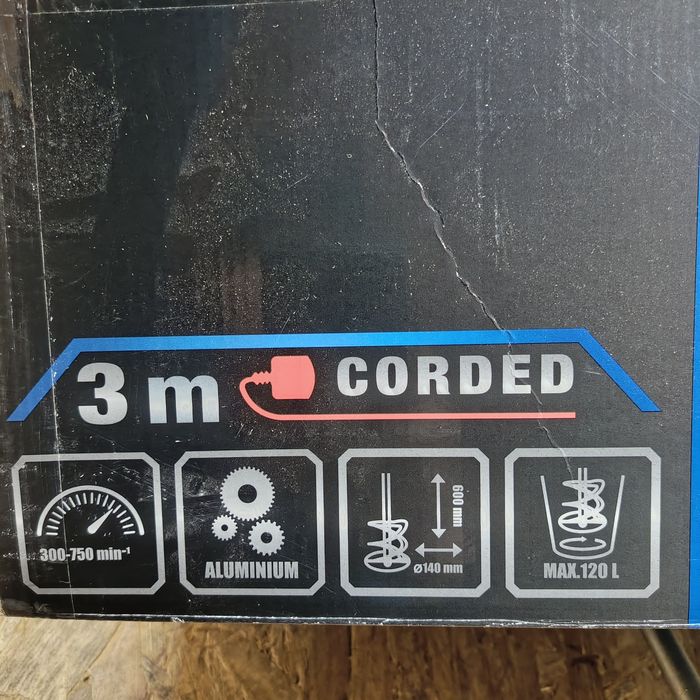 3 m CORDED
300-750 min⁻¹
ALUMINIUM
600 mm
Ø140 mm
MAX.120 L